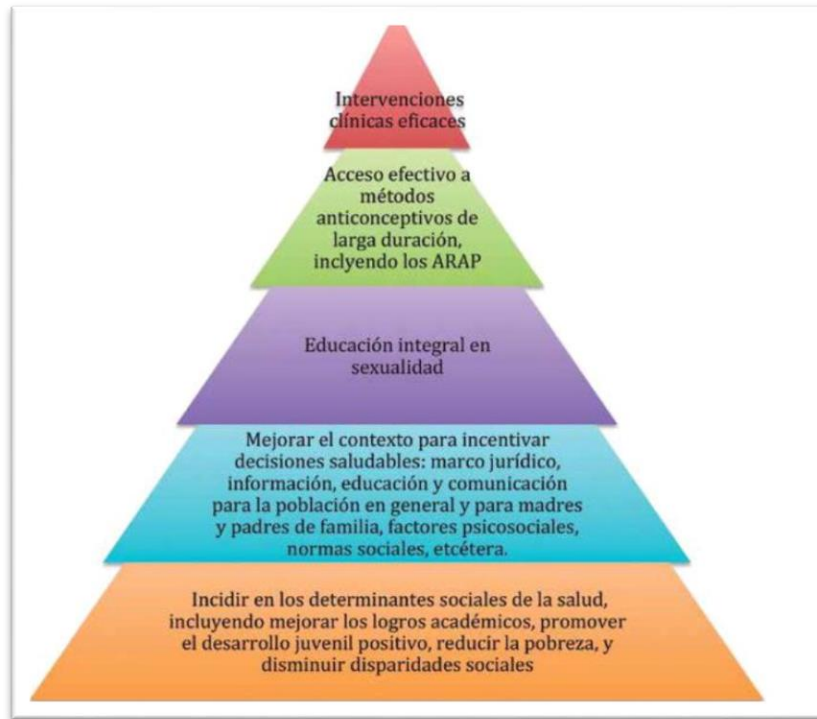 Intervenciones
clínicas eficaces
Acceso efectivo a
métodos
anticonceptivos de
larga duración,
inclyendo los ARAP
Educación integral en
sexualidad
Mejorar el contexto para incentivar
decisiones saludables: marco jurídico,
información, educación y comunicación
para la población en general y para madres
y padres de familia, factores psicosociales,
normas sociales, etcétera.
Incidir en los determinantes sociales de la salud,
incluyendo mejorar los logros académicos, promover
el desarrollo juvenil positivo, reducir la pobreza, y
disminuir disparidades sociales